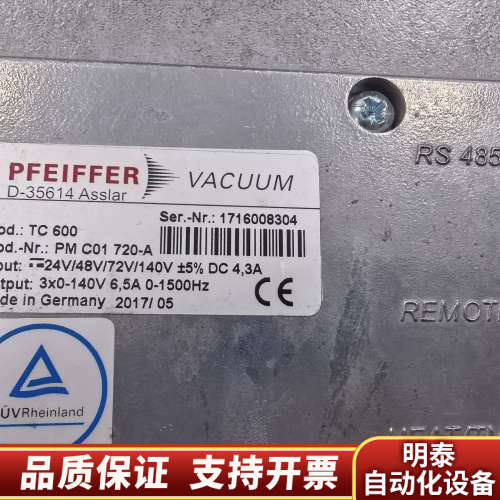 PFEIFFER VACUUM
D-35614 Asslar
Ser.-Nr.: 1716008304
od.: TC 600
od.-Nr.: PM C01 720-A
put: 24V/48V/72V/140V ±5% DC 4,3A
utput: 3x0-140V 6,5A 0-1500Hz
de in Germany 2017/ 05
CE
RS 485
REMOT
ÜVRheinland
品质保证 支持开票
明泰
自动化设备